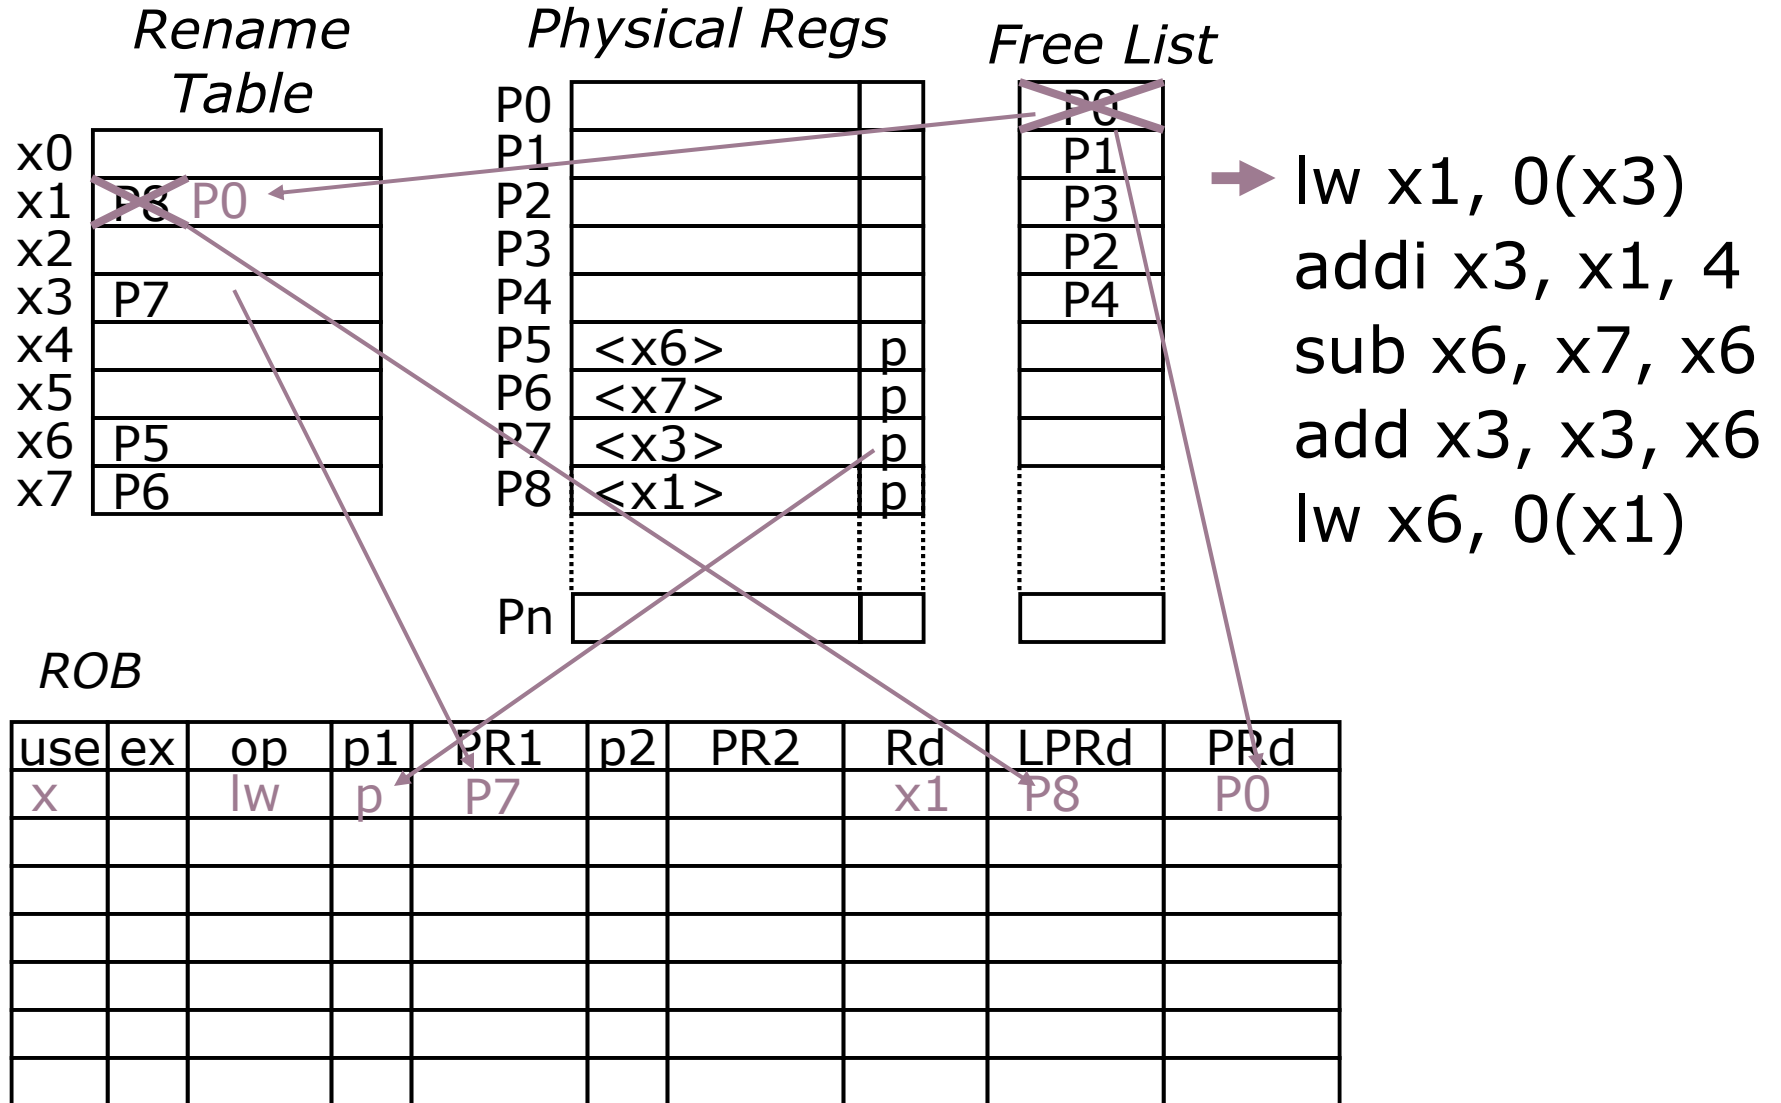 Rename Table
Physical Regs
Free List
x0
x1 P8 P0
x2
x3 P7
x4
x5
x6 P5
x7 P6
P0
P1
P2
P3
P4
P5 <x6> p
P6 <x7> p
P7 <x3> p
P8 <x1> p
Pn
P0
P1
P3
P2
P4
lw x1, 0(x3)
addi x3, x1, 4
sub x6, x7, x6
add x3, x3, x6
lw x6, 0(x1)
ROB
use ex op p1 PR1 p2 PR2 Rd LPRd PRd
x lw p P7 x1 P8 P0